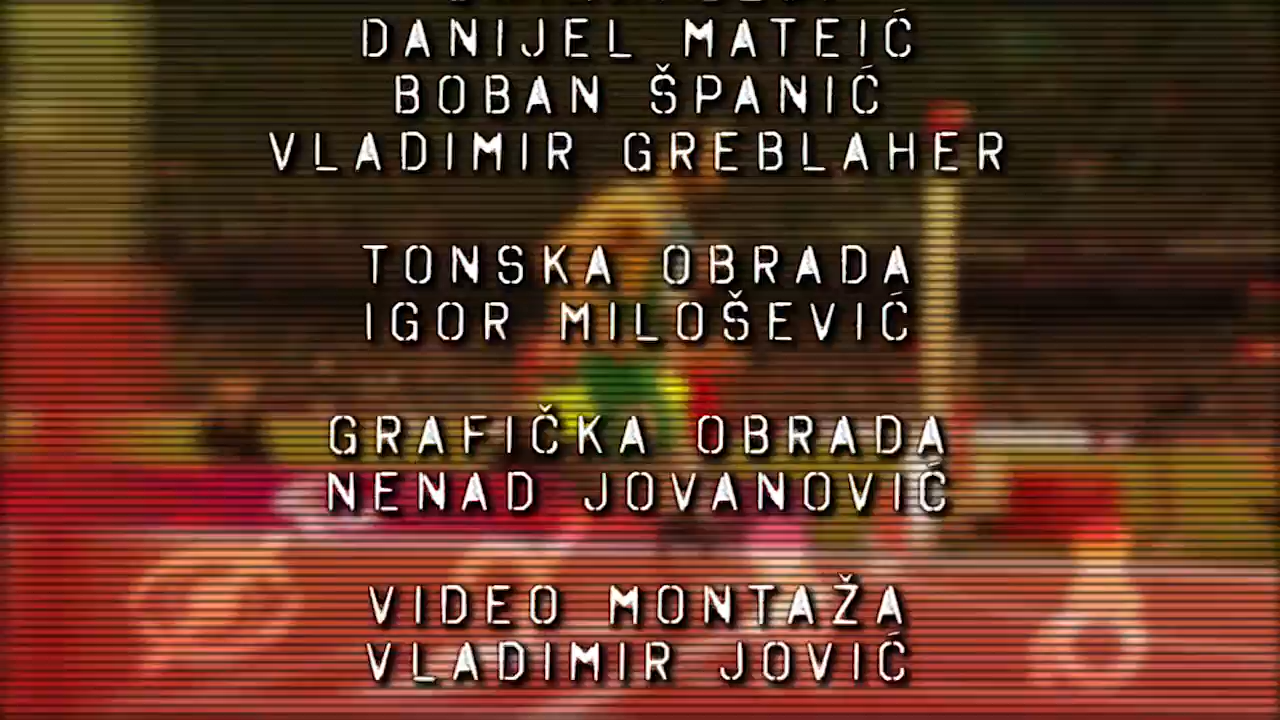 DANIJEL MATEIĆ
BOBAN ŠPANIĆ
VLADIMIR GREBLAHER
TONSKA OBRADA
IGOR MILOŠEVIĆ
GRAFIČKA OBRADA
NENAD JOVANOVIĆ
VIDEO MONTAŽA
VLADIMIR JOVIĆ